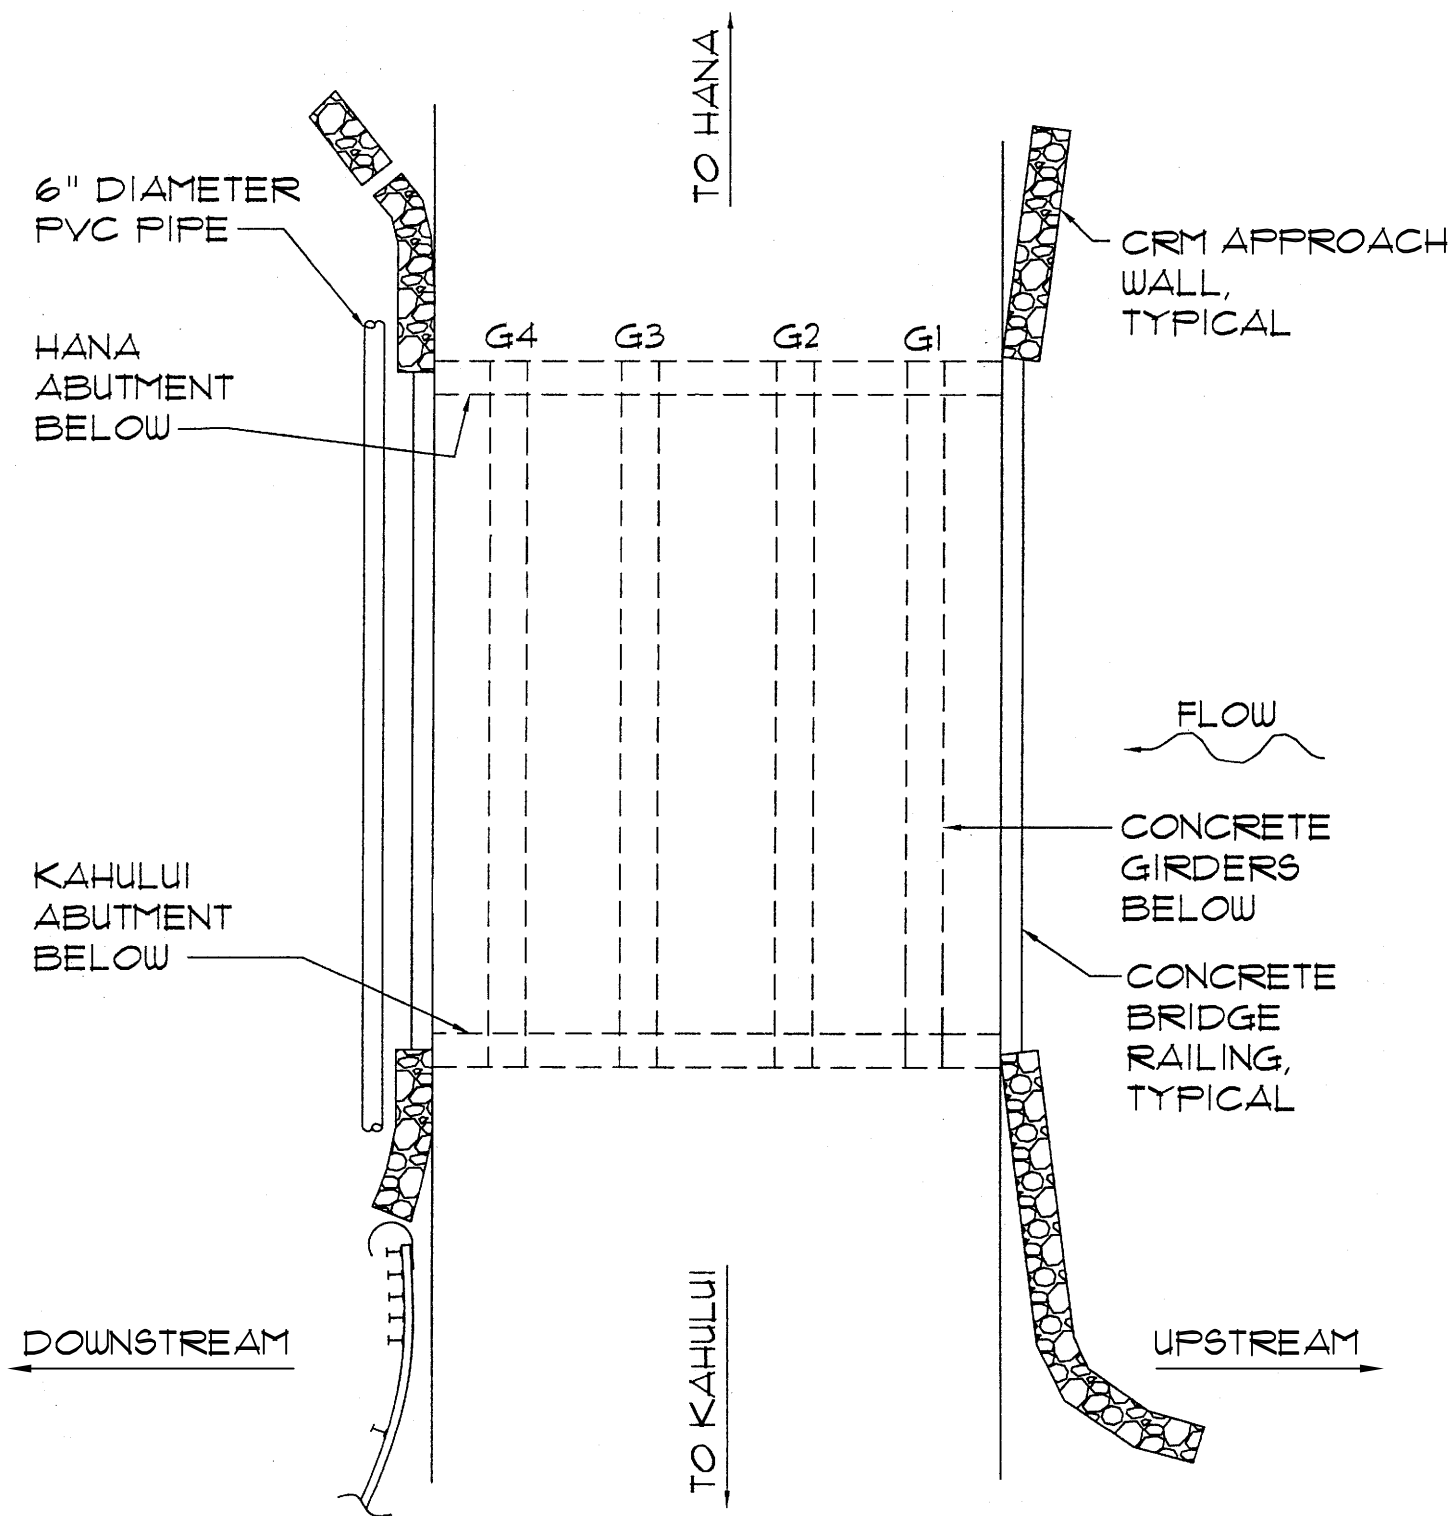 TO HANA
6" DIAMETER
PVC PIPE
CRM APPROACH
WALL,
TYPICAL
HANA
ABUTMENT
BELOW
G4
G3
G2
G1
FLOW
CONCRETE
GIRDERS
BELOW
KAHULUI
ABUTMENT
BELOW
CONCRETE
BRIDGE
RAILING,
TYPICAL
DOWNSTREAM
TO KAHULUI
UPSTREAM